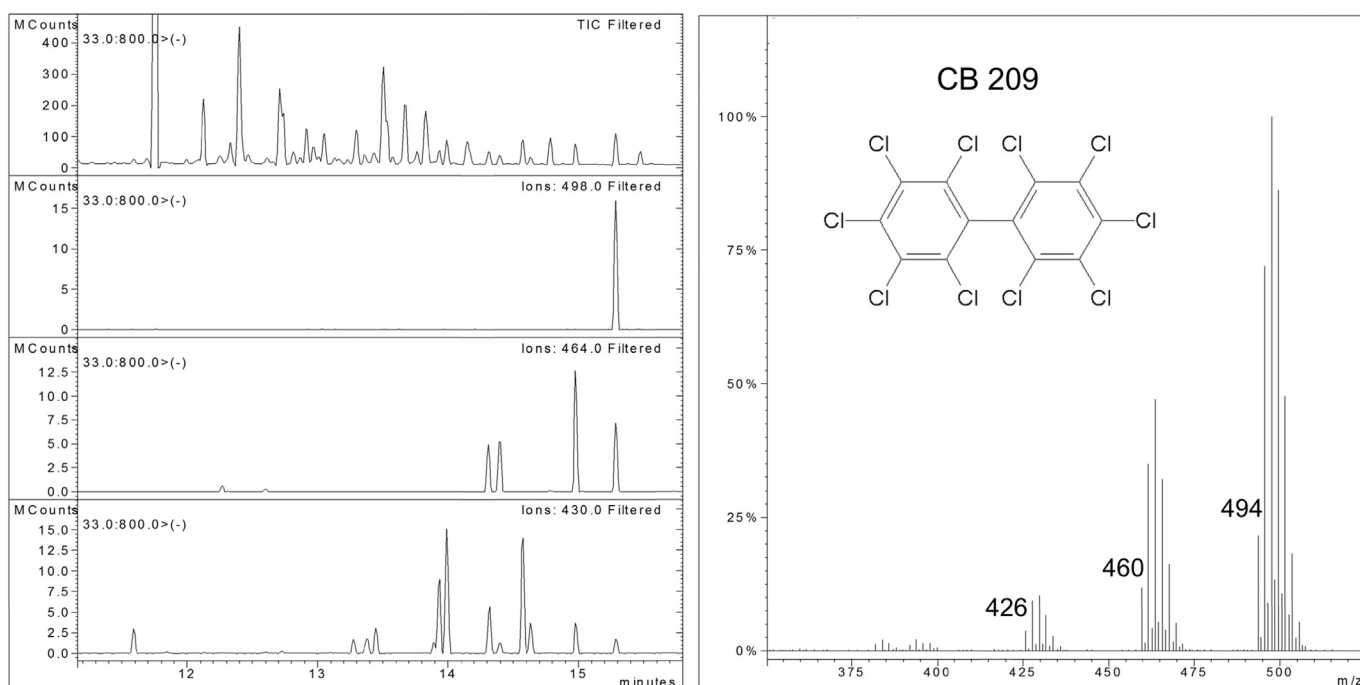 MCounts
TIC Filtered
33.0:800.0>(-)
400
300
200
100
0
MCounts
Ions: 498.0 Filtered
33.0:800.0>(-)
15
10
5
0
MCounts
Ions: 464.0 Filtered
33.0:800.0>(-)
12.5
10.0
7.5
5.0
2.5
0.0
MCounts
Ions: 430.0 Filtered
33.0:800.0>(-)
15.0
12.5
10.0
7.5
5.0
2.5
0.0
12 13 14 15
minutes
CB 209
100%
75%
50%
25%
0%
Cl Cl Cl Cl
Cl Cl
Cl Cl Cl Cl
494
460
426
375 400 425 450 475 500
m/z